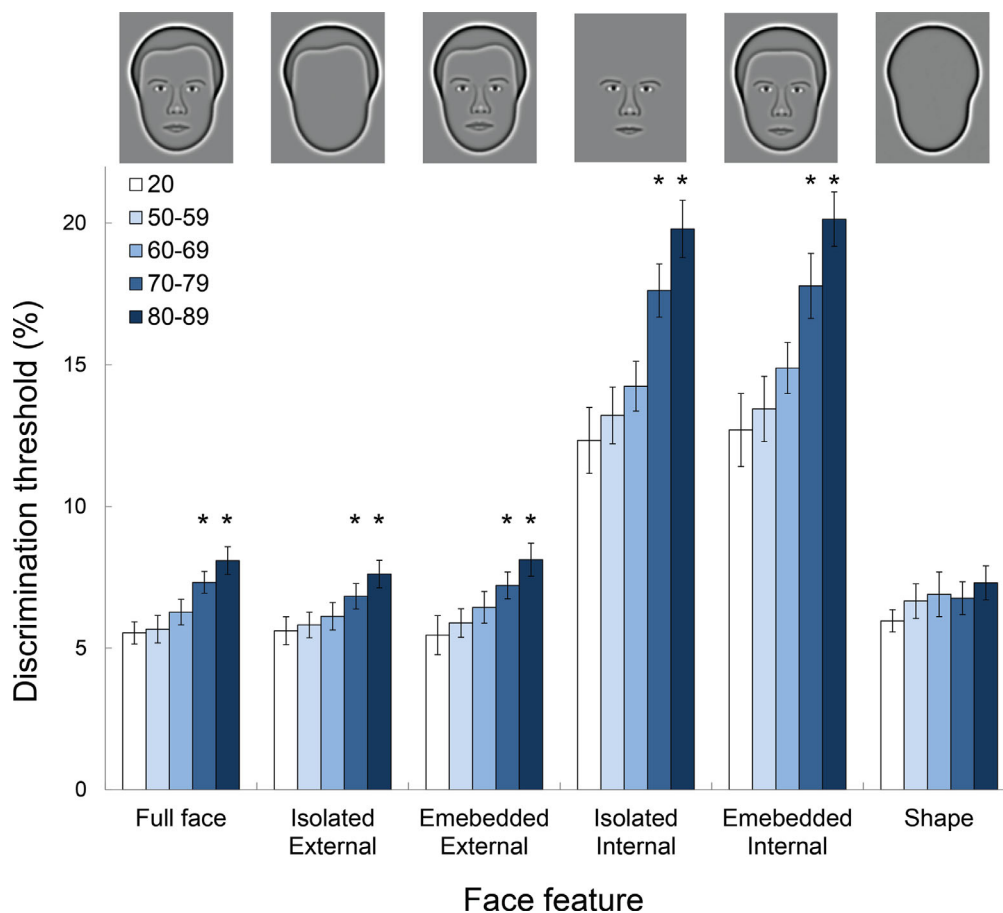 * *
20
50-59
60-69
70-79
80-89
20
15
10
5
0
* *
* *
* *
* *
Discrimination threshold (%)
Full face
Isolated
External
Emebedded
External
Isolated
Internal
Emebedded
Internal
Shape
Face feature